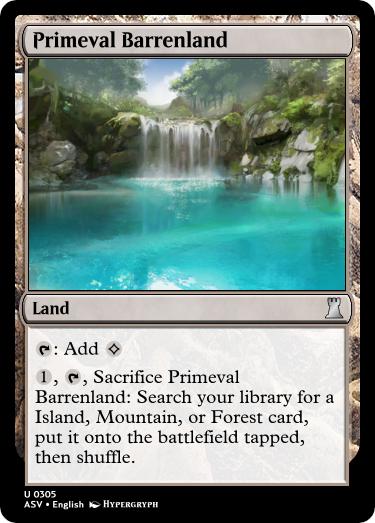 Primeval Barrenland
Land
: Add
1, , Sacrifice Primeval
Barrenland: Search your library for a
Island, Mountain, or Forest card,
put it onto the battlefield tapped,
then shuffle.
U 0305
ASV • English HYPERGRYPH